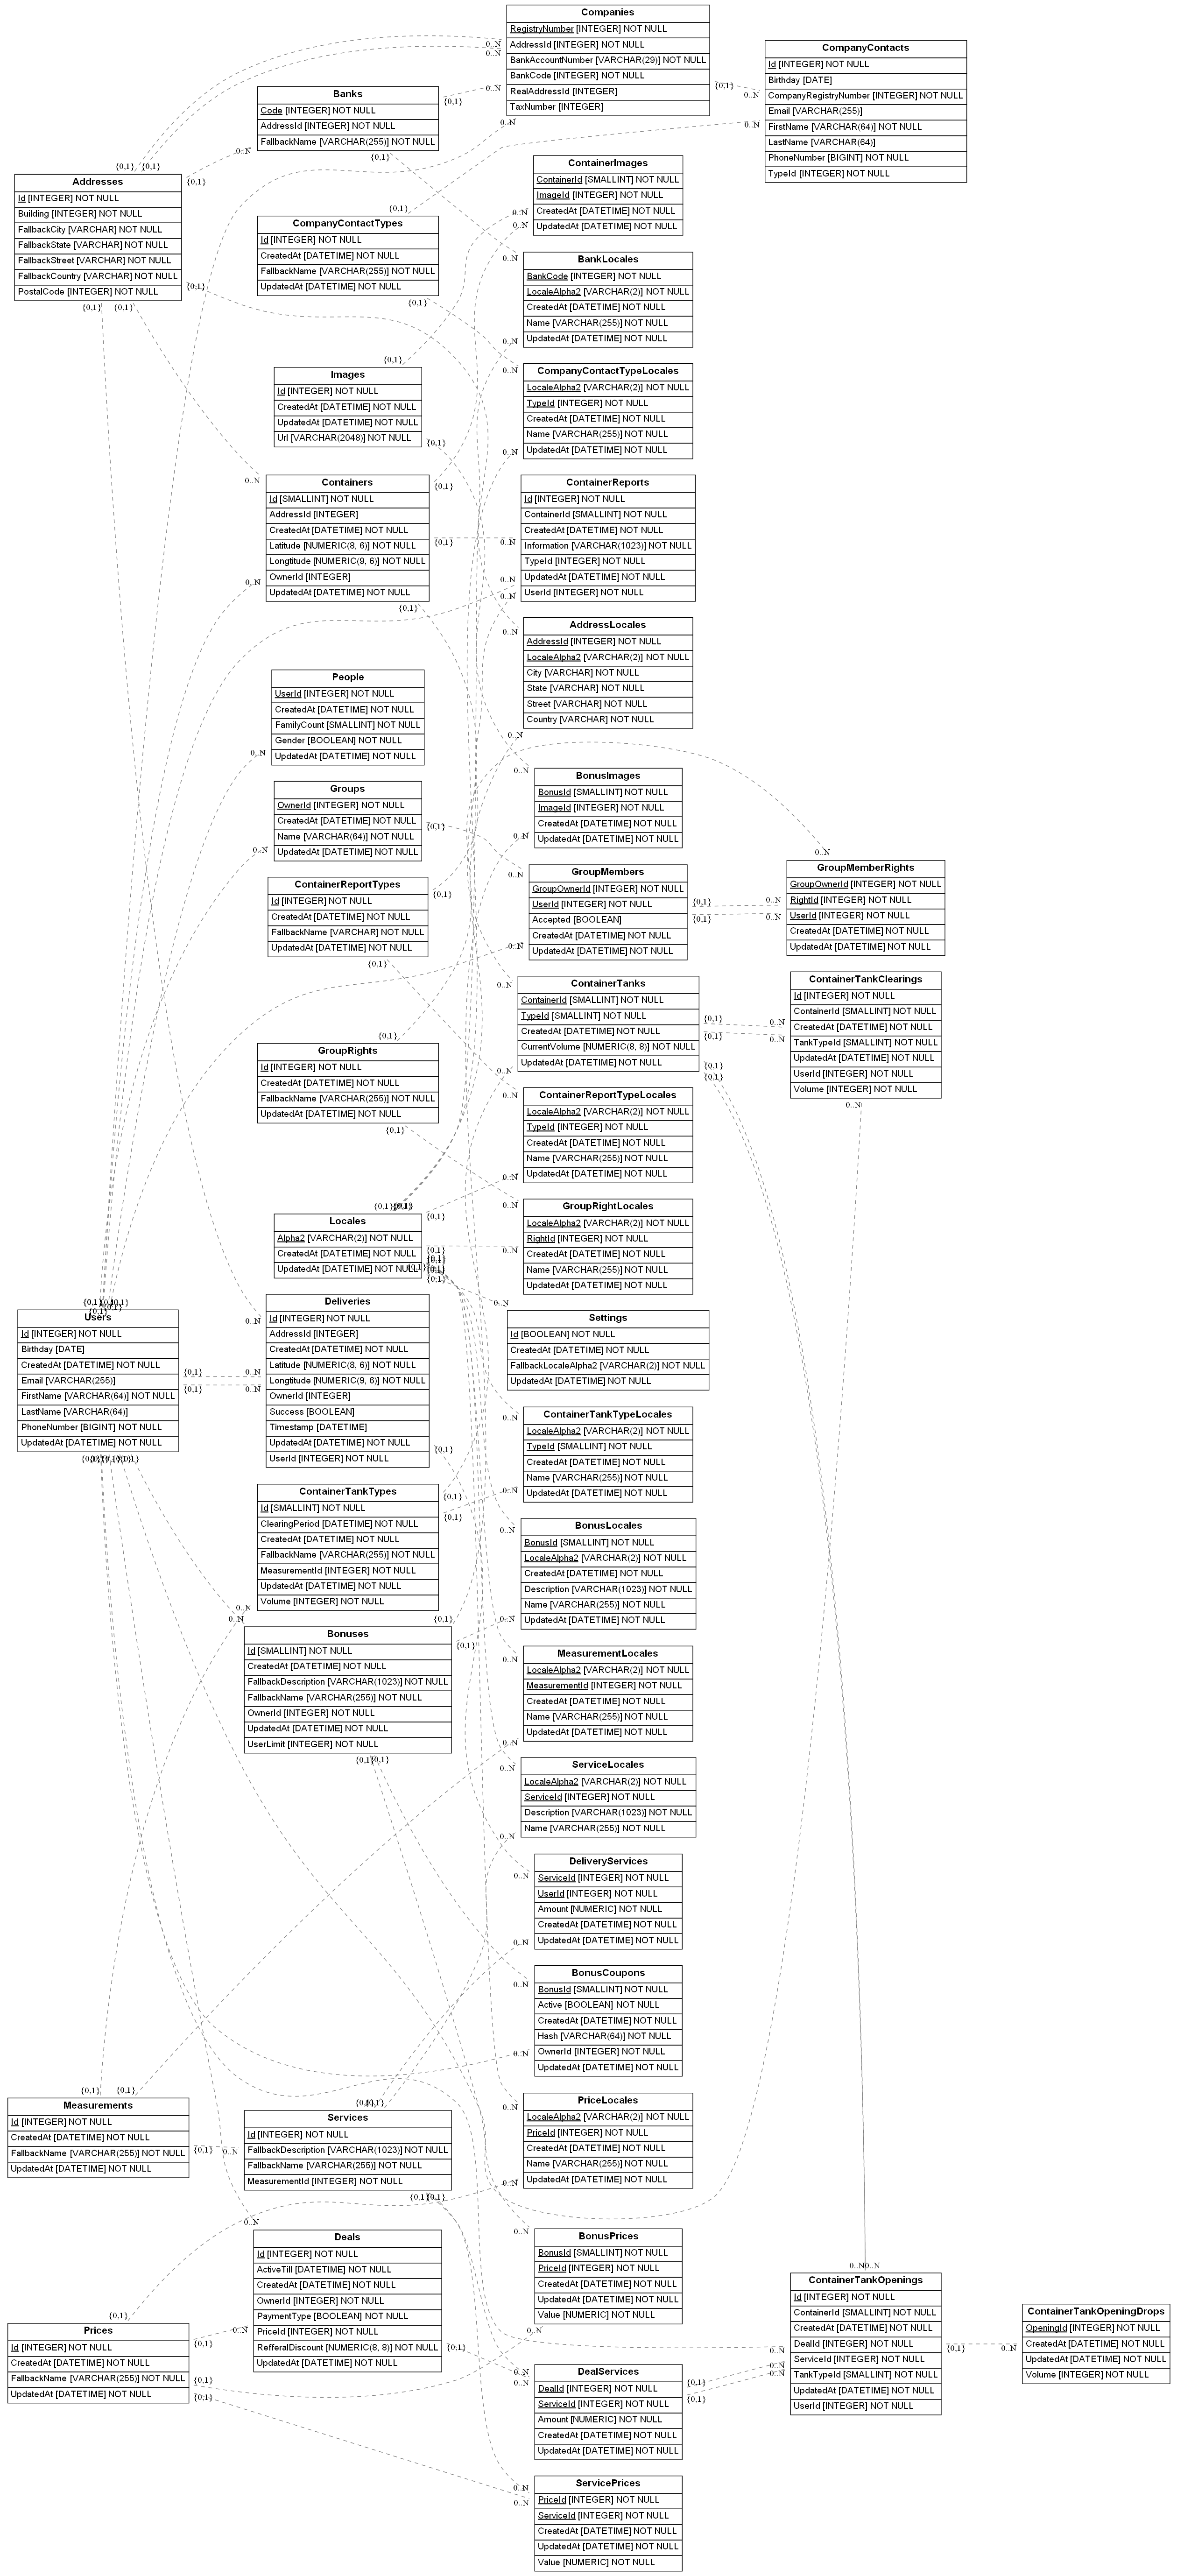 Companies
RegistryNumber [INTEGER] NOT NULL
AddressId [INTEGER] NOT NULL
BankAccountNumber [VARCHAR(29)] NOT NULL
BankCode [INTEGER] NOT NULL
RealAddressId [INTEGER]
TaxNumber [INTEGER]
CompanyContacts
Id [INTEGER] NOT NULL
Birthday [DATE]
CompanyRegistryNumber [INTEGER] NOT NULL
Email [VARCHAR(255)]
FirstName [VARCHAR(64)] NOT NULL
LastName [VARCHAR(64)]
PhoneNumber [BIGINT] NOT NULL
TypeId [INTEGER] NOT NULL
Banks
Code [INTEGER] NOT NULL
AddressId [INTEGER] NOT NULL
FallbackName [VARCHAR(255)] NOT NULL
Addresses
Id [INTEGER] NOT NULL
Building [INTEGER] NOT NULL
FallbackCity [VARCHAR] NOT NULL
FallbackState [VARCHAR] NOT NULL
FallbackStreet [VARCHAR] NOT NULL
FallbackCountry [VARCHAR] NOT NULL
PostalCode [INTEGER] NOT NULL
ContainerImages
ContainerId [SMALLINT] NOT NULL
ImageId [INTEGER] NOT NULL
CreatedAt [DATETIME] NOT NULL
UpdatedAt [DATETIME] NOT NULL
CompanyContactTypes
Id [INTEGER] NOT NULL
CreatedAt [DATETIME] NOT NULL
FallbackName [VARCHAR(255)] NOT NULL
UpdatedAt [DATETIME] NOT NULL
BankLocales
BankCode [INTEGER] NOT NULL
LocaleAlpha2 [VARCHAR(2)] NOT NULL
CreatedAt [DATETIME] NOT NULL
Name [VARCHAR(255)] NOT NULL
UpdatedAt [DATETIME] NOT NULL
Images
Id [INTEGER] NOT NULL
CreatedAt [DATETIME] NOT NULL
UpdatedAt [DATETIME] NOT NULL
Url [VARCHAR(2048)] NOT NULL
CompanyContactTypeLocales
LocaleAlpha2 [VARCHAR(2)] NOT NULL
TypeId [INTEGER] NOT NULL
CreatedAt [DATETIME] NOT NULL
Name [VARCHAR(255)] NOT NULL
UpdatedAt [DATETIME] NOT NULL
Containers
Id [SMALLINT] NOT NULL
AddressId [INTEGER]
CreatedAt [DATETIME] NOT NULL
Latitude [NUMERIC(8, 6)] NOT NULL
Longtitude [NUMERIC(9, 6)] NOT NULL
OwnerId [INTEGER]
UpdatedAt [DATETIME] NOT NULL
ContainerReports
Id [INTEGER] NOT NULL
ContainerId [SMALLINT] NOT NULL
CreatedAt [DATETIME] NOT NULL
Information [VARCHAR(1023)] NOT NULL
TypeId [INTEGER] NOT NULL
UpdatedAt [DATETIME] NOT NULL
UserId [INTEGER] NOT NULL
AddressLocales
AddressId [INTEGER] NOT NULL
LocaleAlpha2 [VARCHAR(2)] NOT NULL
City [VARCHAR] NOT NULL
State [VARCHAR] NOT NULL
Street [VARCHAR] NOT NULL
Country [VARCHAR] NOT NULL
People
UserId [INTEGER] NOT NULL
CreatedAt [DATETIME] NOT NULL
FamilyCount [SMALLINT] NOT NULL
Gender [BOOLEAN] NOT NULL
UpdatedAt [DATETIME] NOT NULL
Groups
OwnerId [INTEGER] NOT NULL
CreatedAt [DATETIME] NOT NULL
Name [VARCHAR(64)] NOT NULL
UpdatedAt [DATETIME] NOT NULL
BonusImages
BonusId [SMALLINT] NOT NULL
ImageId [INTEGER] NOT NULL
CreatedAt [DATETIME] NOT NULL
UpdatedAt [DATETIME] NOT NULL
ContainerReportTypes
Id [INTEGER] NOT NULL
CreatedAt [DATETIME] NOT NULL
FallbackName [VARCHAR] NOT NULL
UpdatedAt [DATETIME] NOT NULL
GroupMembers
GroupOwnerId [INTEGER] NOT NULL
UserId [INTEGER] NOT NULL
Accepted [BOOLEAN]
CreatedAt [DATETIME] NOT NULL
UpdatedAt [DATETIME] NOT NULL
GroupMemberRights
GroupOwnerId [INTEGER] NOT NULL
RightId [INTEGER] NOT NULL
UserId [INTEGER] NOT NULL
CreatedAt [DATETIME] NOT NULL
UpdatedAt [DATETIME] NOT NULL
ContainerTanks
ContainerId [SMALLINT] NOT NULL
TypeId [SMALLINT] NOT NULL
CreatedAt [DATETIME] NOT NULL
CurrentVolume [NUMERIC(8, 8)] NOT NULL
UpdatedAt [DATETIME] NOT NULL
ContainerTankClearings
Id [INTEGER] NOT NULL
ContainerId [SMALLINT] NOT NULL
CreatedAt [DATETIME] NOT NULL
TankTypeId [SMALLINT] NOT NULL
UpdatedAt [DATETIME] NOT NULL
UserId [INTEGER] NOT NULL
Volume [INTEGER] NOT NULL
GroupRights
Id [INTEGER] NOT NULL
CreatedAt [DATETIME] NOT NULL
FallbackName [VARCHAR(255)] NOT NULL
UpdatedAt [DATETIME] NOT NULL
ContainerReportTypeLocales
LocaleAlpha2 [VARCHAR(2)] NOT NULL
TypeId [INTEGER] NOT NULL
CreatedAt [DATETIME] NOT NULL
Name [VARCHAR(255)] NOT NULL
UpdatedAt [DATETIME] NOT NULL
Locales
Alpha2 [VARCHAR(2)] NOT NULL
CreatedAt [DATETIME] NOT NULL
UpdatedAt [DATETIME] NOT NULL
GroupRightLocales
LocaleAlpha2 [VARCHAR(2)] NOT NULL
RightId [INTEGER] NOT NULL
CreatedAt [DATETIME] NOT NULL
Name [VARCHAR(255)] NOT NULL
UpdatedAt [DATETIME] NOT NULL
Users
Id [INTEGER] NOT NULL
Birthday [DATE]
CreatedAt [DATETIME] NOT NULL
Email [VARCHAR(255)]
FirstName [VARCHAR(64)] NOT NULL
LastName [VARCHAR(64)]
PhoneNumber [BIGINT] NOT NULL
UpdatedAt [DATETIME] NOT NULL
Deliveries
Id [INTEGER] NOT NULL
AddressId [INTEGER]
CreatedAt [DATETIME] NOT NULL
Latitude [NUMERIC(8, 6)] NOT NULL
Longtitude [NUMERIC(9, 6)] NOT NULL
OwnerId [INTEGER]
Success [BOOLEAN]
Timestamp [DATETIME]
UpdatedAt [DATETIME] NOT NULL
UserId [INTEGER] NOT NULL
Settings
Id [BOOLEAN] NOT NULL
CreatedAt [DATETIME] NOT NULL
FallbackLocaleAlpha2 [VARCHAR(2)] NOT NULL
UpdatedAt [DATETIME] NOT NULL
ContainerTankTypeLocales
LocaleAlpha2 [VARCHAR(2)] NOT NULL
TypeId [SMALLINT] NOT NULL
CreatedAt [DATETIME] NOT NULL
Name [VARCHAR(255)] NOT NULL
UpdatedAt [DATETIME] NOT NULL
ContainerTankTypes
Id [SMALLINT] NOT NULL
ClearingPeriod [DATETIME] NOT NULL
CreatedAt [DATETIME] NOT NULL
FallbackName [VARCHAR(255)] NOT NULL
MeasurementId [INTEGER] NOT NULL
UpdatedAt [DATETIME] NOT NULL
Volume [INTEGER] NOT NULL
BonusLocales
BonusId [SMALLINT] NOT NULL
LocaleAlpha2 [VARCHAR(2)] NOT NULL
CreatedAt [DATETIME] NOT NULL
Description [VARCHAR(1023)] NOT NULL
Name [VARCHAR(255)] NOT NULL
UpdatedAt [DATETIME] NOT NULL
Bonuses
Id [SMALLINT] NOT NULL
CreatedAt [DATETIME] NOT NULL
FallbackDescription [VARCHAR(1023)] NOT NULL
FallbackName [VARCHAR(255)] NOT NULL
OwnerId [INTEGER] NOT NULL
UpdatedAt [DATETIME] NOT NULL
UserLimit [INTEGER] NOT NULL
MeasurementLocales
LocaleAlpha2 [VARCHAR(2)] NOT NULL
MeasurementId [INTEGER] NOT NULL
CreatedAt [DATETIME] NOT NULL
Name [VARCHAR(255)] NOT NULL
UpdatedAt [DATETIME] NOT NULL
ServiceLocales
LocaleAlpha2 [VARCHAR(2)] NOT NULL
ServiceId [INTEGER] NOT NULL
Description [VARCHAR(1023)] NOT NULL
Name [VARCHAR(255)] NOT NULL
DeliveryServices
ServiceId [INTEGER] NOT NULL
UserId [INTEGER] NOT NULL
Amount [NUMERIC] NOT NULL
CreatedAt [DATETIME] NOT NULL
UpdatedAt [DATETIME] NOT NULL
BonusCoupons
BonusId [SMALLINT] NOT NULL
Active [BOOLEAN] NOT NULL
CreatedAt [DATETIME] NOT NULL
Hash [VARCHAR(64)] NOT NULL
OwnerId [INTEGER] NOT NULL
UpdatedAt [DATETIME] NOT NULL
Measurements
Id [INTEGER] NOT NULL
CreatedAt [DATETIME] NOT NULL
FallbackName [VARCHAR(255)] NOT NULL
UpdatedAt [DATETIME] NOT NULL
Services
Id [INTEGER] NOT NULL
FallbackDescription [VARCHAR(1023)] NOT NULL
FallbackName [VARCHAR(255)] NOT NULL
MeasurementId [INTEGER] NOT NULL
PriceLocales
LocaleAlpha2 [VARCHAR(2)] NOT NULL
PriceId [INTEGER] NOT NULL
CreatedAt [DATETIME] NOT NULL
Name [VARCHAR(255)] NOT NULL
UpdatedAt [DATETIME] NOT NULL
Deals
Id [INTEGER] NOT NULL
ActiveTill [DATETIME] NOT NULL
CreatedAt [DATETIME] NOT NULL
OwnerId [INTEGER] NOT NULL
PaymentType [BOOLEAN] NOT NULL
PriceId [INTEGER] NOT NULL
RefferalDiscount [NUMERIC(8, 8)] NOT NULL
UpdatedAt [DATETIME] NOT NULL
BonusPrices
BonusId [SMALLINT] NOT NULL
PriceId [INTEGER] NOT NULL
CreatedAt [DATETIME] NOT NULL
UpdatedAt [DATETIME] NOT NULL
Value [NUMERIC] NOT NULL
Prices
Id [INTEGER] NOT NULL
CreatedAt [DATETIME] NOT NULL
FallbackName [VARCHAR(255)] NOT NULL
UpdatedAt [DATETIME] NOT NULL
ContainerTankOpenings
Id [INTEGER] NOT NULL
ContainerId [SMALLINT] NOT NULL
CreatedAt [DATETIME] NOT NULL
DealId [INTEGER] NOT NULL
ServiceId [INTEGER] NOT NULL
TankTypeId [SMALLINT] NOT NULL
UpdatedAt [DATETIME] NOT NULL
UserId [INTEGER] NOT NULL
ContainerTankOpeningDrops
OpeningId [INTEGER] NOT NULL
CreatedAt [DATETIME] NOT NULL
UpdatedAt [DATETIME] NOT NULL
Volume [INTEGER] NOT NULL
DealServices
DealId [INTEGER] NOT NULL
ServiceId [INTEGER] NOT NULL
Amount [NUMERIC] NOT NULL
CreatedAt [DATETIME] NOT NULL
UpdatedAt [DATETIME] NOT NULL
ServicePrices
PriceId [INTEGER] NOT NULL
ServiceId [INTEGER] NOT NULL
CreatedAt [DATETIME] NOT NULL
UpdatedAt [DATETIME] NOT NULL
Value [NUMERIC] NOT NULL